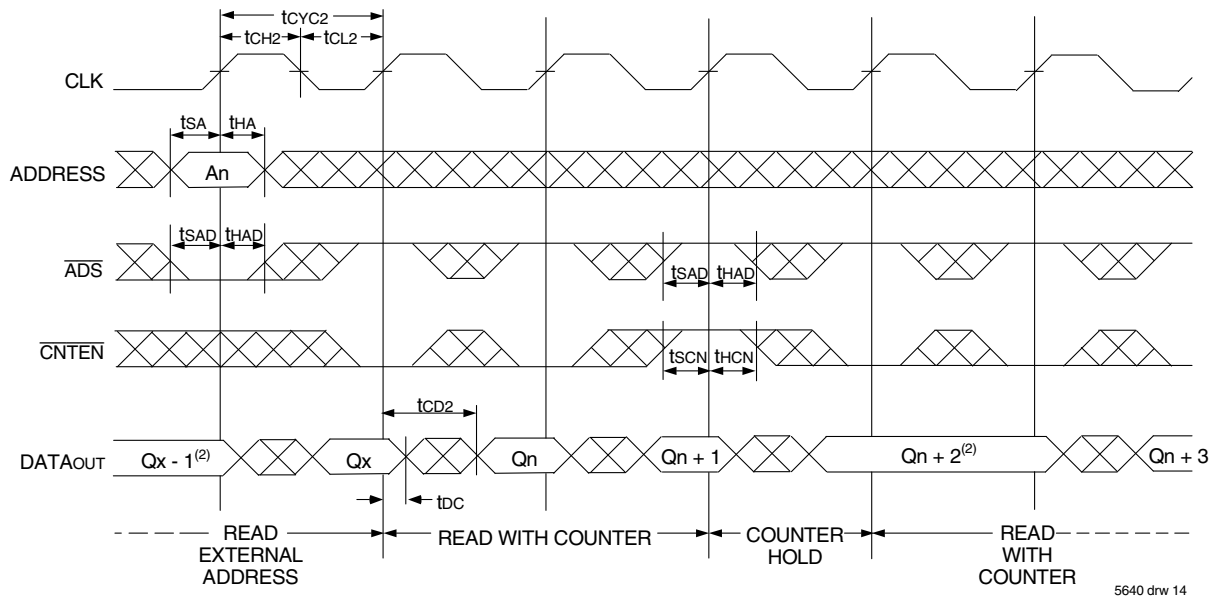 tCYC2
tCH2 tCL2
CLK
tSA tHA
ADDRESS An
tSAD tHAD
ADS tSAD tHAD
CNTEN tSCN tHCN
tCD2
DATAOUT Qx - 1(2) Qx Qn Qn + 1 Qn + 2(2) Qn + 3
tDC
READ EXTERNAL ADDRESS
READ WITH COUNTER
COUNTER HOLD
READ WITH COUNTER
5640 drw 14